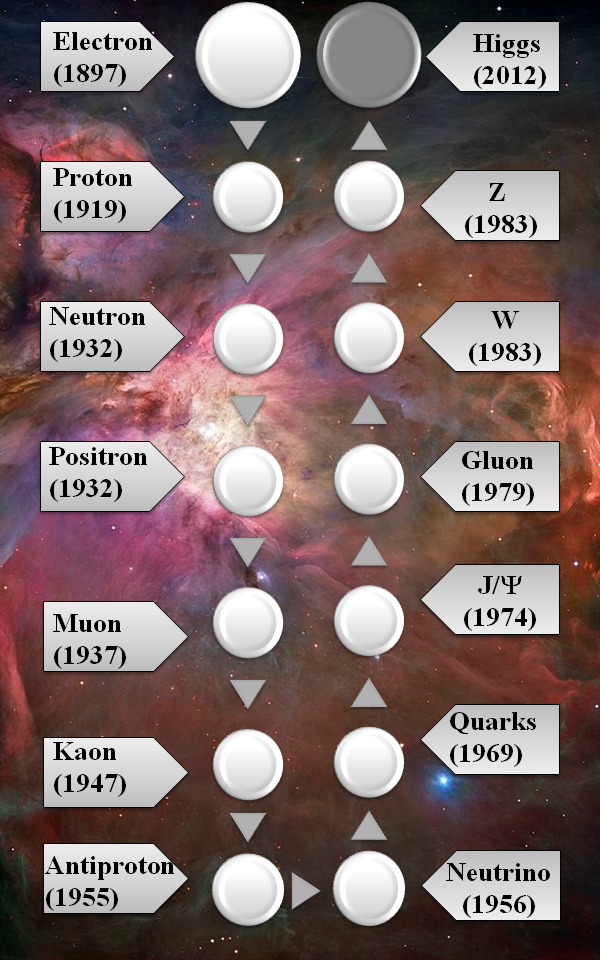 Electron
(1897)
Proton
(1919)
Neutron
(1932)
Positron
(1932)
Muon
(1937)
Kaon
(1947)
Antiproton
(1955)
Neutrino
(1956)
Quarks
(1969)
J/Ψ
(1974)
Gluon
(1979)
W
(1983)
Z
(1983)
Higgs
(2012)